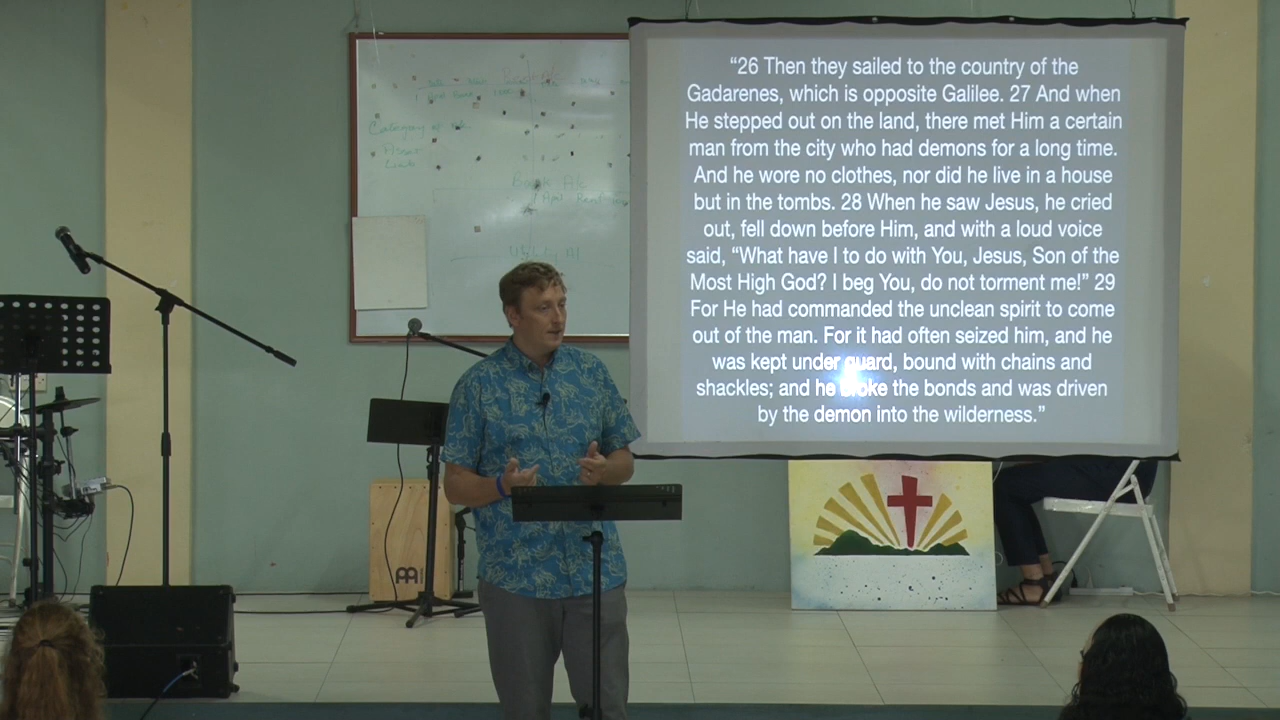 “26 Then they sailed to the country of the
Gadarenes, which is opposite Galilee. 27 And when
He stepped out on the land, there met Him a certain
man from the city who had demons for a long time.
And he wore no clothes, nor did he live in a house
but in the tombs. 28 When he saw Jesus, he cried
out, fell down before Him, and with a loud voice
said, “What have I to do with You, Jesus, Son of the
Most High God? I beg You, do not torment me!” 29
For He had commanded the unclean spirit to come
out of the man. For it had often seized him, and he
was kept under guard, bound with chains and
shackles; and he broke the bonds and was driven
by the demon into the wilderness.”
Category of
MEINL